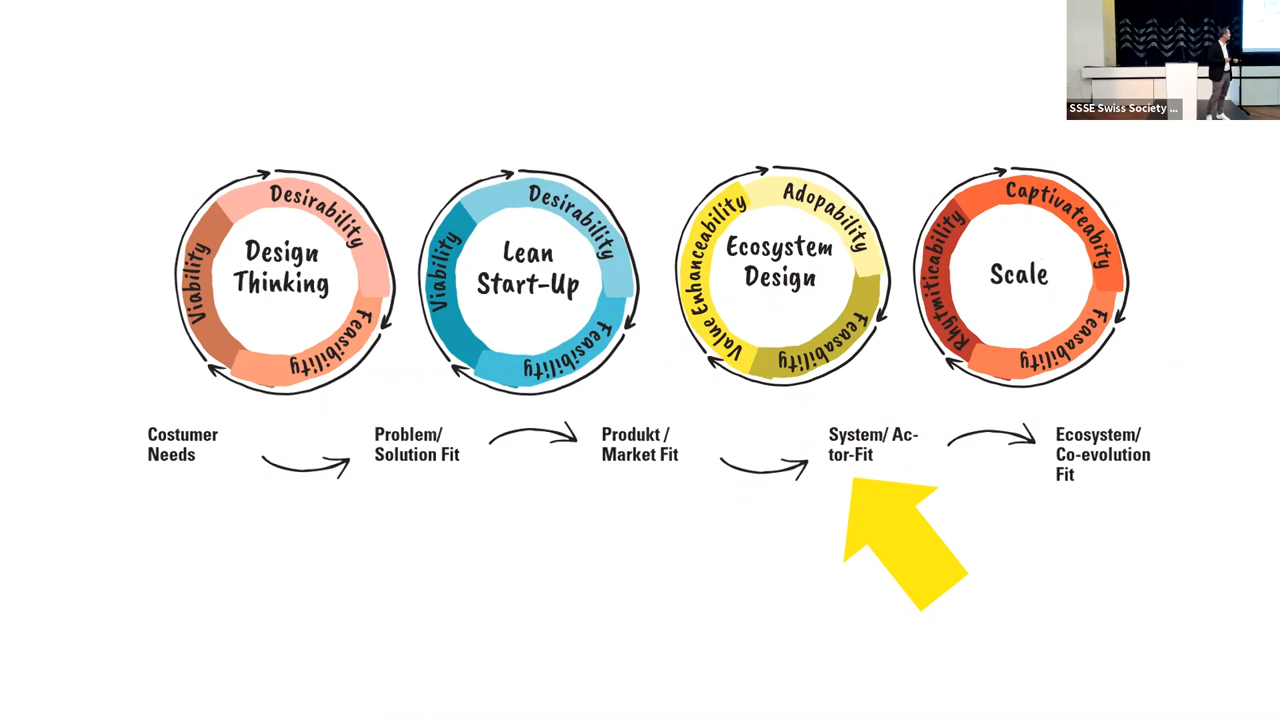 SSSE Swiss Society ...
Desirability
Viability
Feasibility
Design
Thinking
Desirability
Viability
Feasibility
Lean
Start-Up
Adopability
Value Enhanceability
Feasability
Ecosystem
Design
Captivateabity
Rhytmiticability
Feasability
Scale
Costumer
Needs
Problem/
Solution Fit
Produkt /
Market Fit
System/ Ac-
tor-Fit
Ecosystem/
Co-evolution
Fit